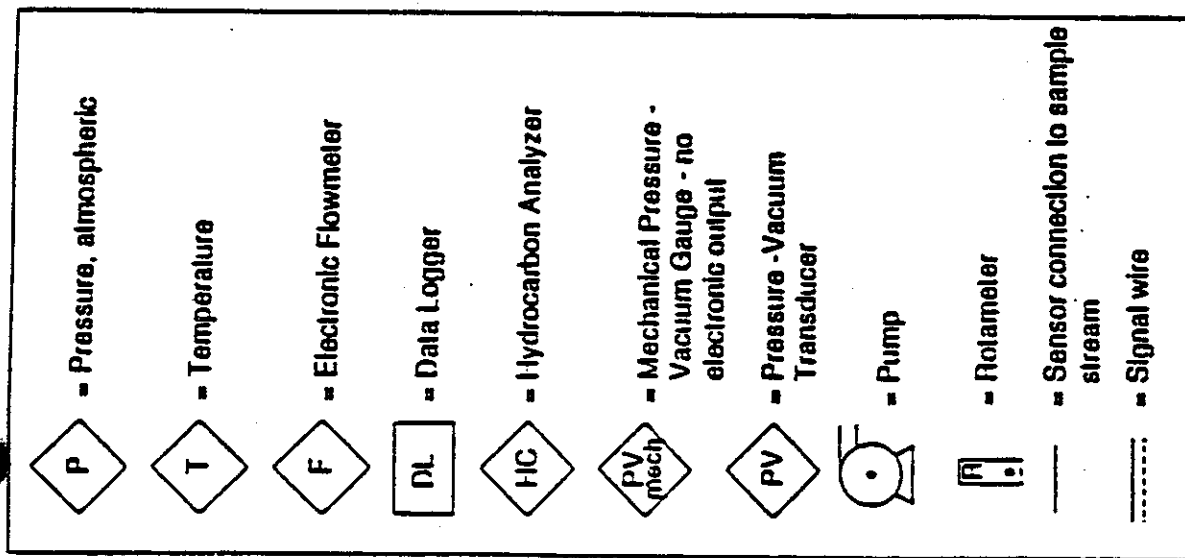 P = Pressure, atmospheric
T = Temperature
F = Electronic Flowmeter
DL = Data Logger
HC = Hydrocarbon Analyzer
PV mech = Mechanical Pressure -
Vacuum Gauge - no
electronic output
PV = Pressure -Vacuum
Transducer
= Pump
R = Rotameter
= Sensor connection to sample
stream
= Signal wire